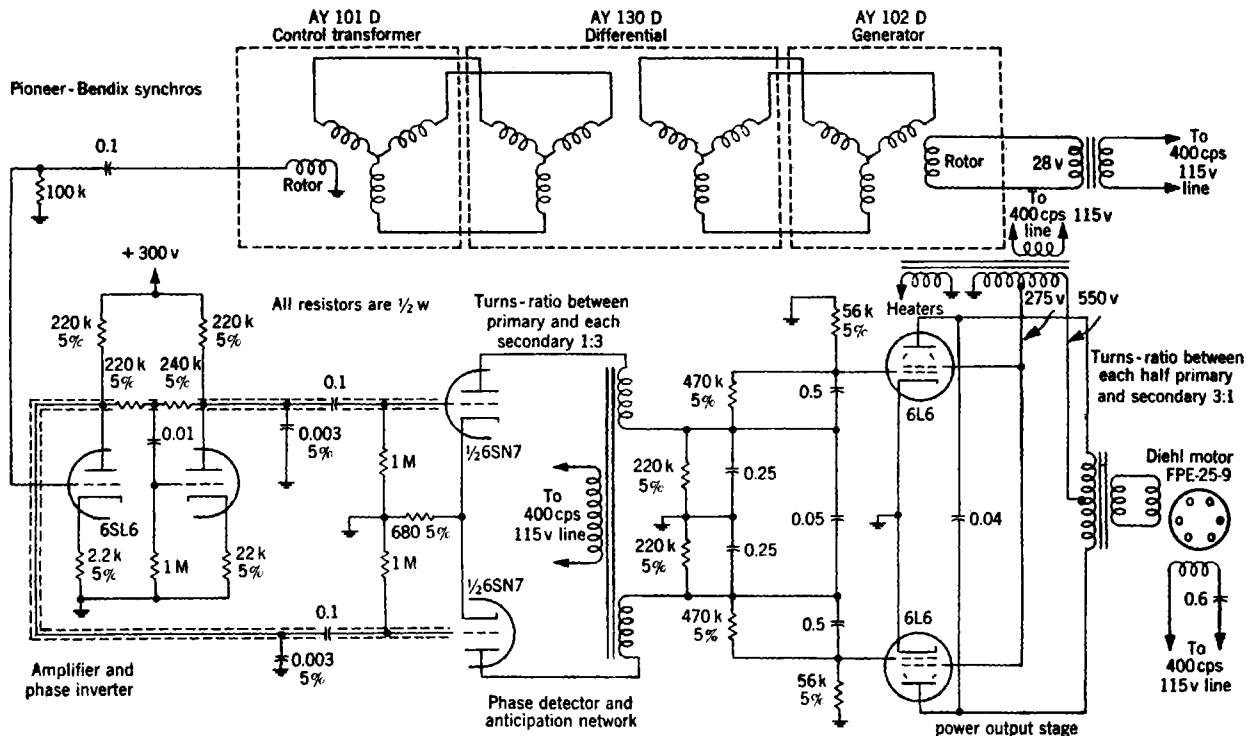 AY 101 D
Control transformer
AY 130 D
Differential
AY 102 D
Generator
Pioneer-Bendix synchros
0.1
100 k
Rotor
Rotor
28 v
To
400 cps
115 v
line
To
400 cps
line
115 v
+ 300 v
All resistors are ½ w
Turns-ratio between
primary and each
secondary 1:3
220 k
5%
220 k
5%
220 k
5%
240 k
5%
0.01
0.1
0.003
5%
6SL6
2.2 k
5%
1 M
22 k
5%
1 M
680 5%
1 M
½6SN7
½6SN7
To
400 cps
115 v line
0.1
0.003
5%
Amplifier and
phase inverter
Phase detector and
anticipation network
56 k
5%
470 k
5%
0.5
220 k
5%
0.25
0.05
220 k
5%
0.25
470 k
5%
0.5
56 k
5%
Heaters
275 v
550 v
6L6
0.04
6L6
power output stage
Turns-ratio between
each half primary
and secondary 3:1
Diehl motor
FPE-25-9
0.6
To
400 cps
115 v line